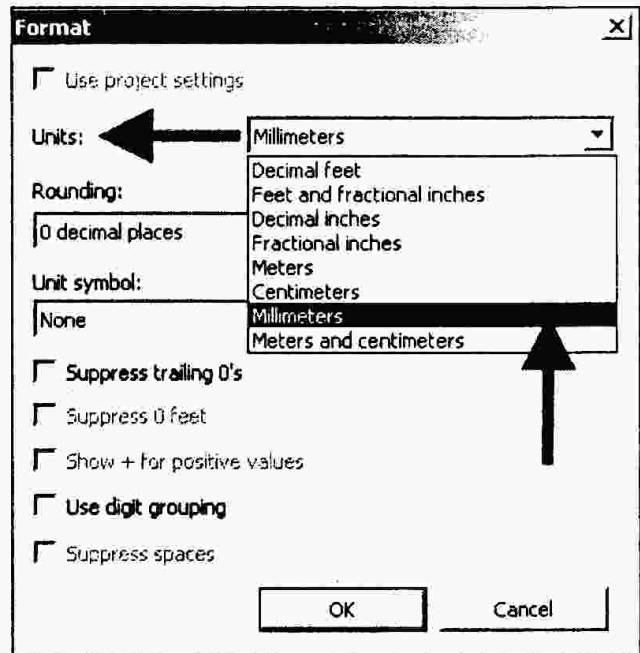 Format
Use project settings
Units: Millimeters
Decimal feet
Feet and fractional inches
Decimal inches
Fractional inches
Meters
Centimeters
Millimeters
Meters and centimeters
Rounding:
0 decimal places
Unit symbol:
None
Suppress trailing 0's
Suppress 0 feet
Show + for positive values
Use digit grouping
Suppress spaces
OK Cancel